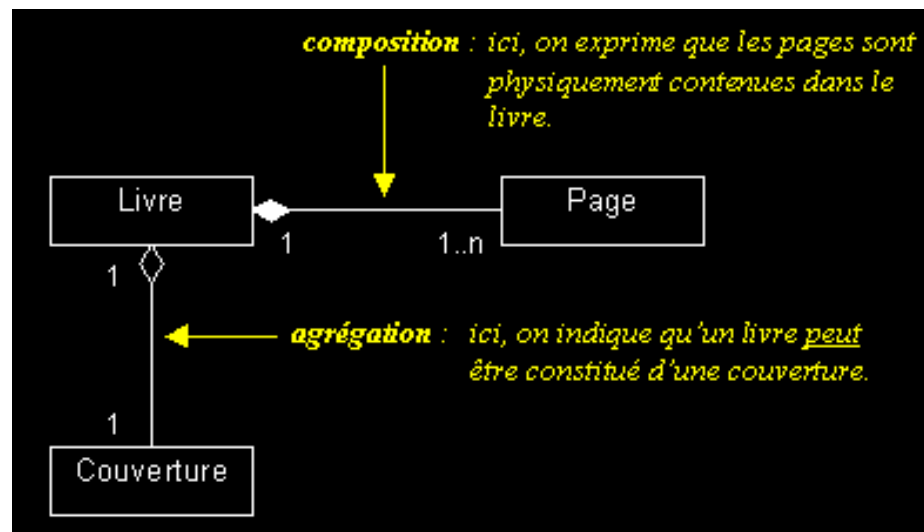 composition : ici, on exprime que les pages sont
physiquement contenues dans le
livre.
Livre
Page
1
1..n
1
agrégation : ici, on indique qu'un livre peut
être constitué d'une couverture.
1
Couverture